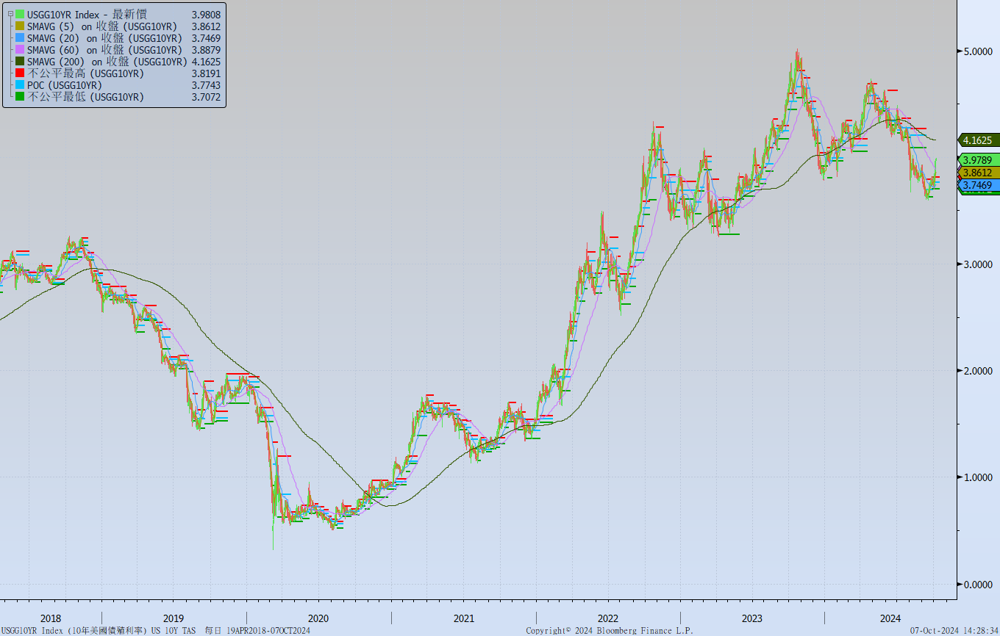 USGG10YR Index - 最新價 3.9808
SMAVG (5) on 收盤 (USGG10YR) 3.8612
SMAVG (20) on 收盤 (USGG10YR) 3.7469
SMAVG (60) on 收盤 (USGG10YR) 3.8879
SMAVG (200) on 收盤 (USGG10YR) 4.1625
不公平最高 (USGG10YR) 3.8191
POC (USGG10YR) 3.7743
不公平最低 (USGG10YR) 3.7072
5.0000
4.1625
3.9789
3.8612
3.7469
3.0000
2.0000
1.0000
0.0000
2018 2019 2020 2021 2022 2023 2024
USGG10YR Index (10年美國債殖利率) US 10Y TAS 每日 19APR2018-07OCT2024 Copyright© 2024 Bloomberg Finance L.P. 07-Oct-2024 14:28:34